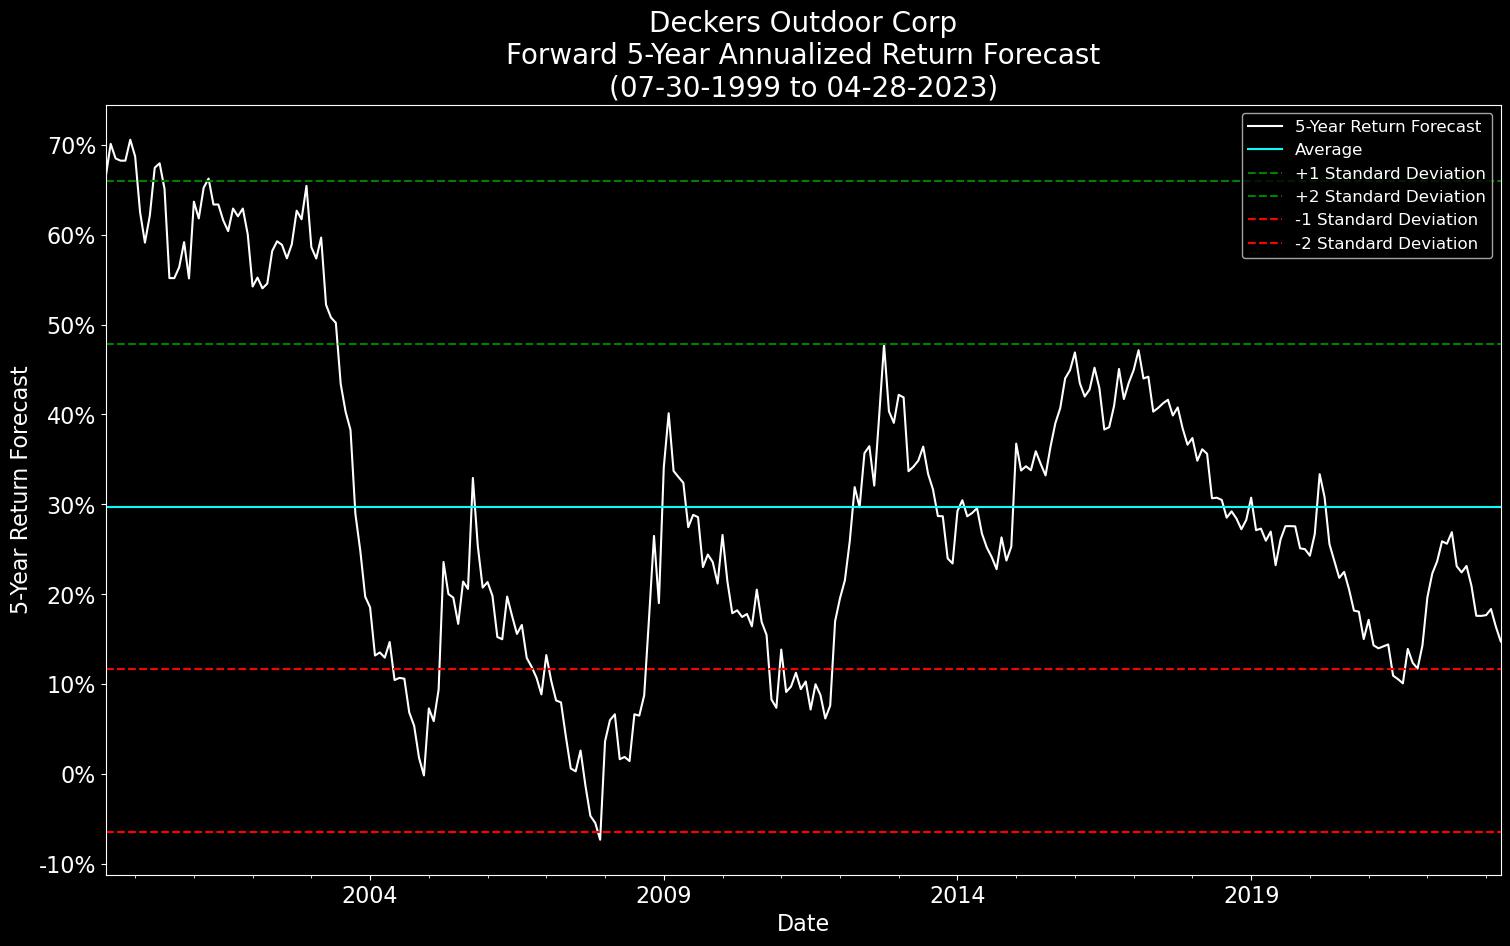 Deckers Outdoor Corp
Forward 5-Year Annualized Return Forecast
(07-30-1999 to 04-28-2023)
5-Year Return Forecast
Average
+1 Standard Deviation
+2 Standard Deviation
-1 Standard Deviation
-2 Standard Deviation
70%
60%
50%
40%
30%
20%
10%
0%
-10%
5-Year Return Forecast
2004
2009
2014
2019
Date